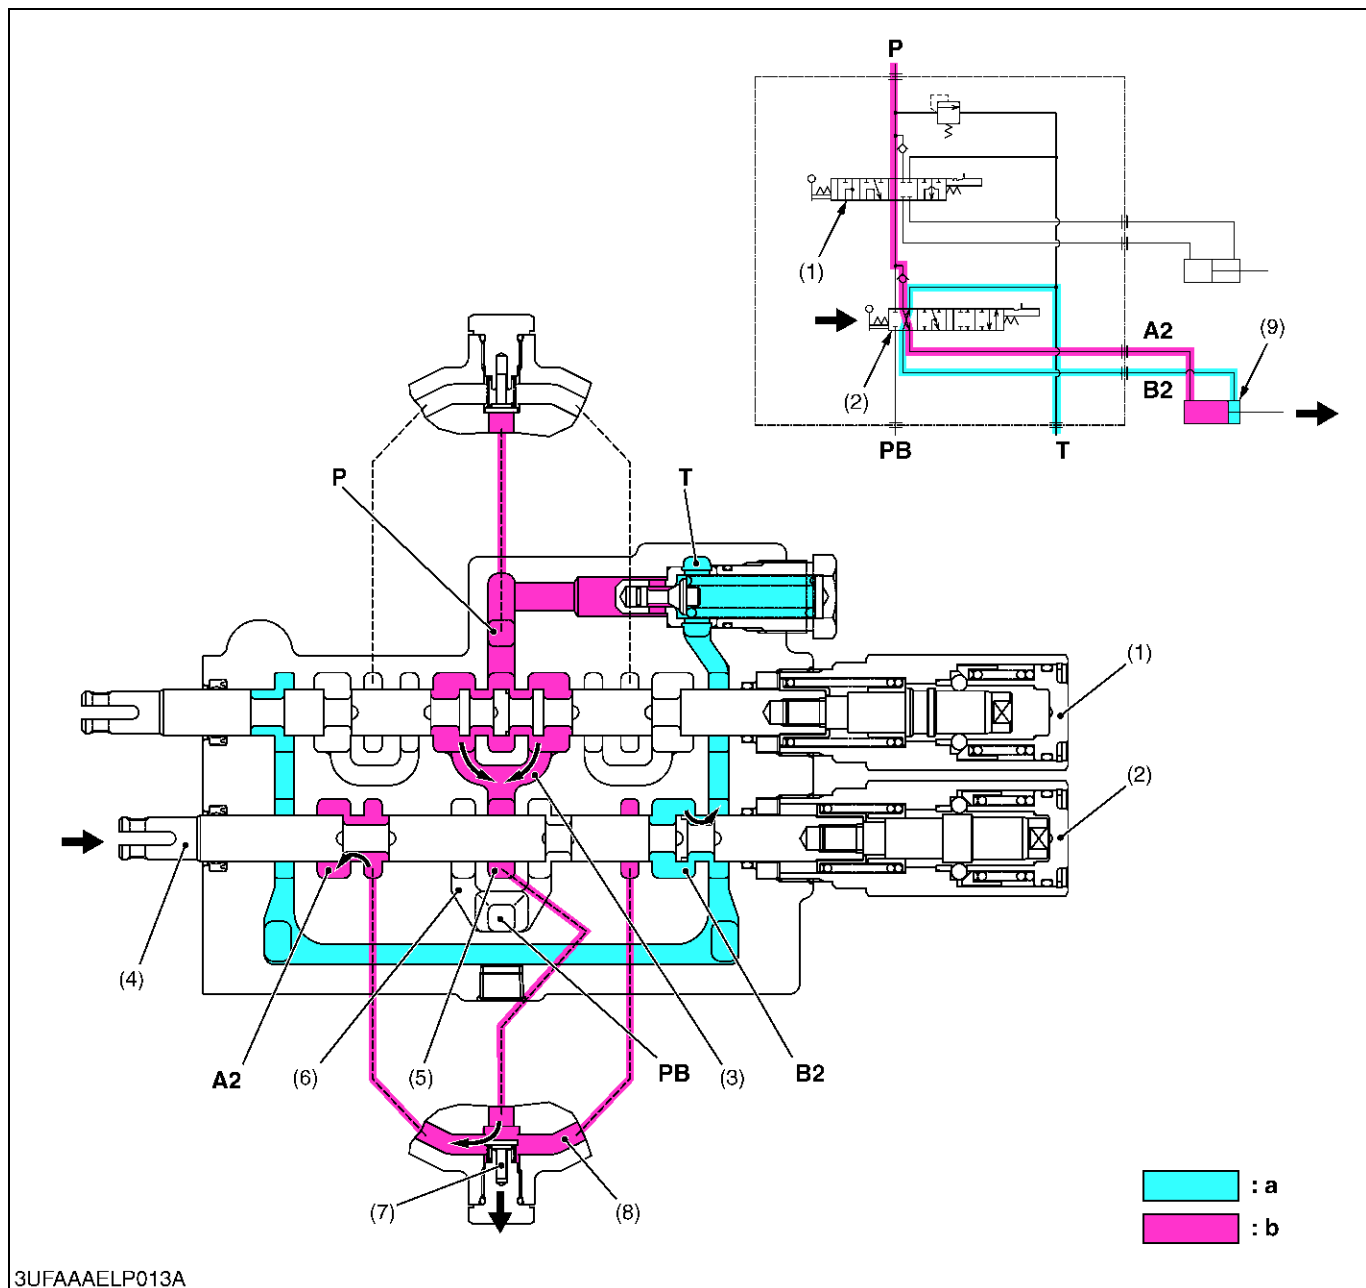 P
(1)
A2
(9)
(2)
B2
PB
T
P
T
(1)
(2)
(4)
A2
(6)
(5)
PB
(3)
B2
(7)
(8)
: a
: b
3UFAAAELP013A